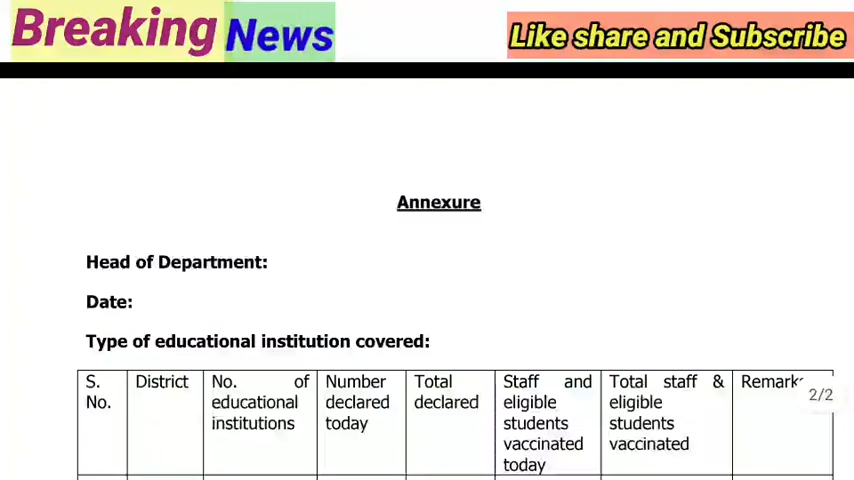 Breaking News
Like share and Subscribe
Annexure
Head of Department:
Date:
Type of educational institution covered:
S. No.
District
No. of educational institutions
Number declared today
Total declared
Staff and eligible students vaccinated today
Total staff & eligible students vaccinated
Remarks
2/2